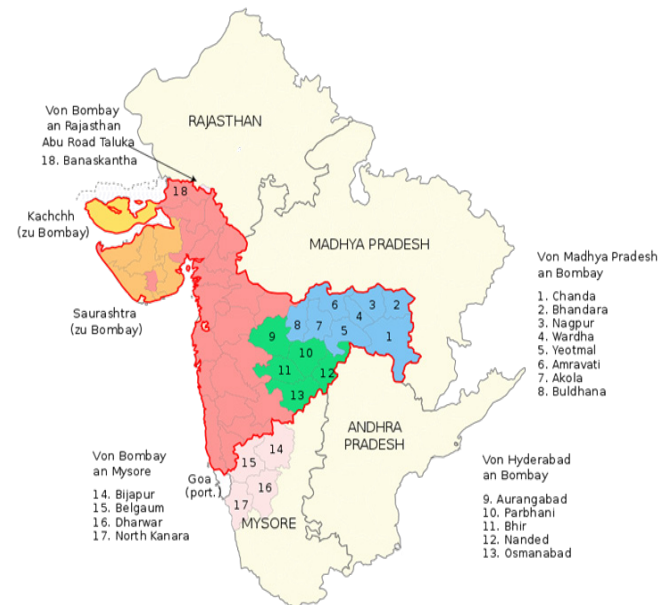 Von Bombay
an Rajasthan
Abu Road Taluka
18. Banaskantha
RAJASTHAN
18
Kachchh
(zu Bombay)
MADHYA PRADESH
Saurashtra
(zu Bombay)
Von Madhya Pradesh
an Bombay
1. Chanda
2. Bhandara
3. Nagpur
4. Wardha
5. Yeotmal
6. Amravati
7. Akola
8. Buldhana
6
3
2
4
8
7
5
1
9
10
11
12
13
ANDHRA
PRADESH
14
15
16
17
MYSORE
Goa
(port.)
Von Bombay
an Mysore
14. Bijapur
15. Belgaum
16. Dharwar
17. North Kanara
Von Hyderabad
an Bombay
9. Aurangabad
10. Parbhani
11. Bhir
12. Nanded
13. Osmanabad